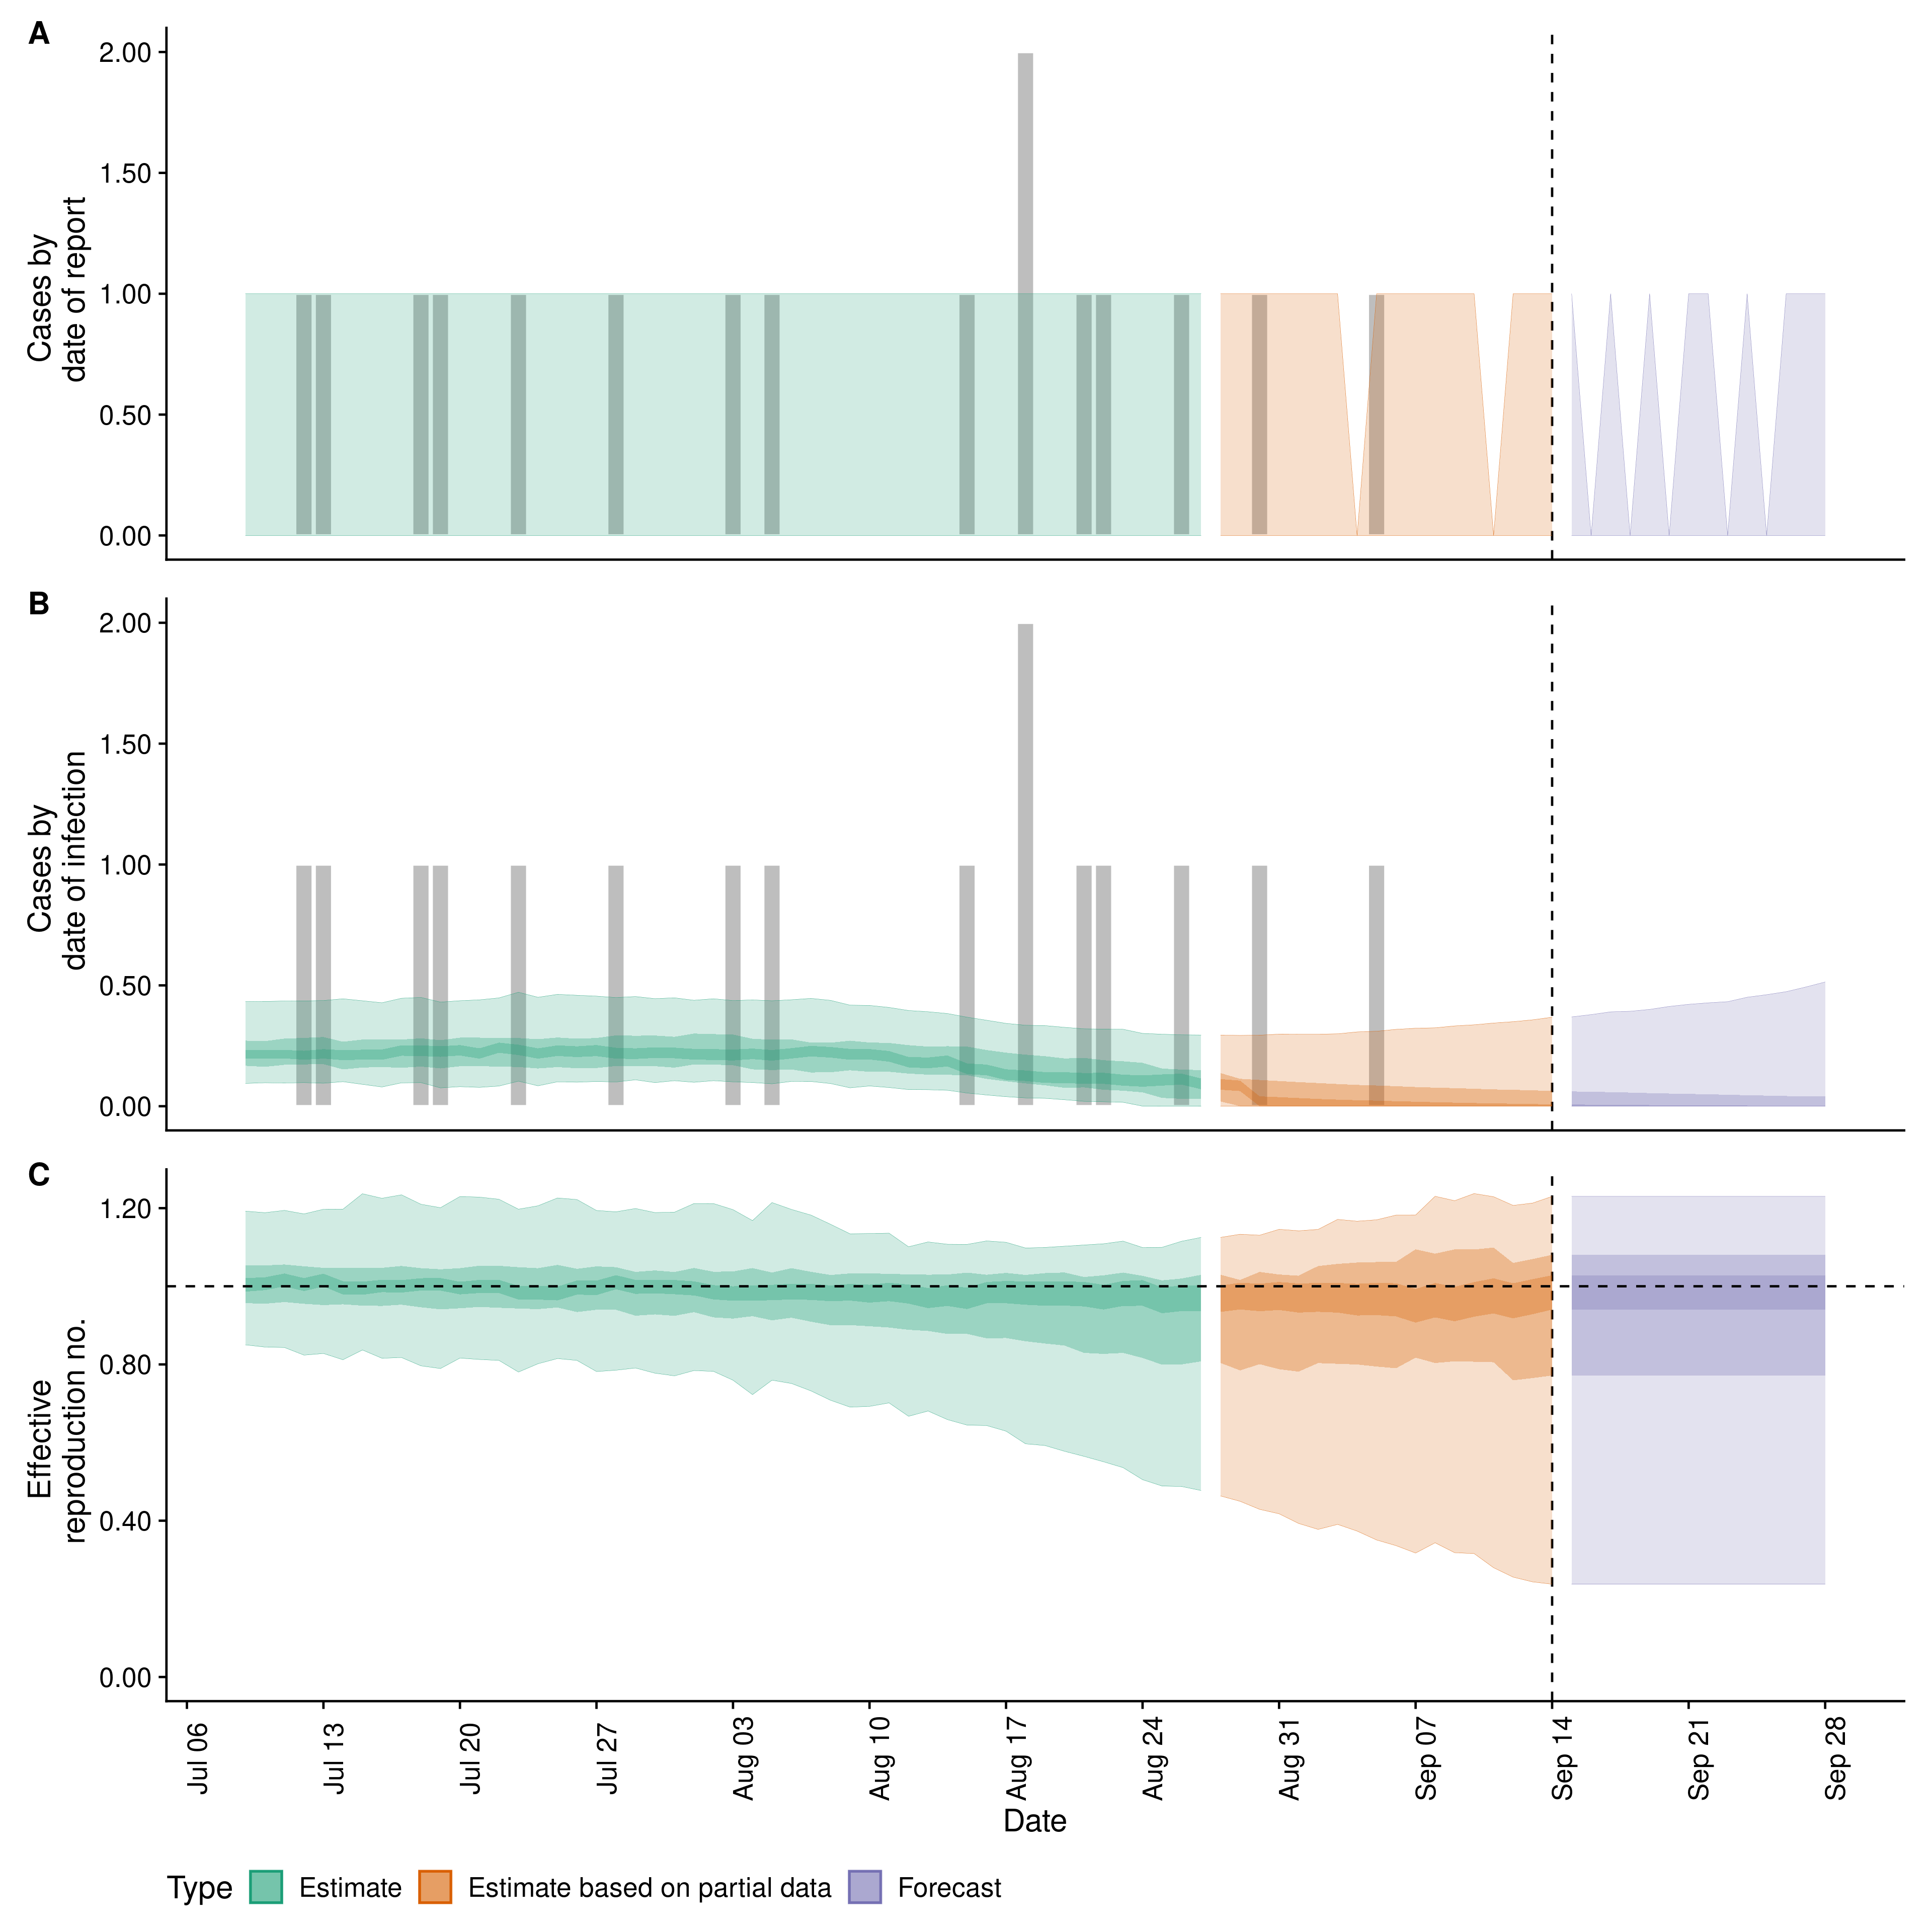 A
Cases by
date of report
2.00
1.50
1.00
0.50
0.00
B
Cases by
date of infection
2.00
1.50
1.00
0.50
0.00
C
Effective
reproduction no.
1.20
0.80
0.40
0.00
Jul 06
Jul 13
Jul 20
Jul 27
Aug 03
Aug 10
Aug 17
Aug 24
Aug 31
Sep 07
Sep 14
Sep 21
Sep 28
Date
Type Estimate Estimate based on partial data Forecast